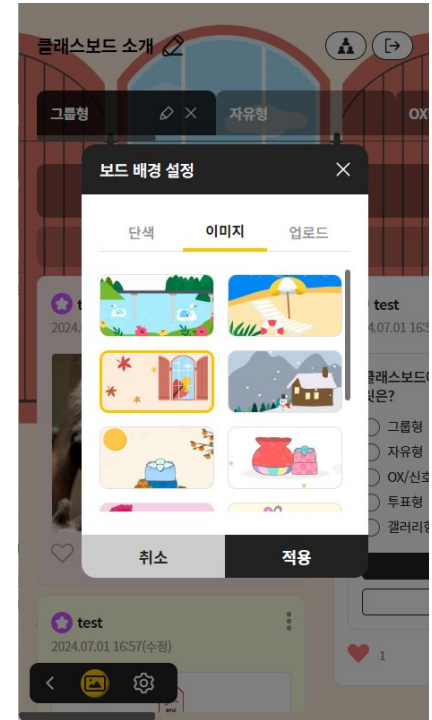 클래스보드 소개
그룹형
자유형
OX
보드 배경 설정
단색
이미지
업로드
test
2024.07.01 16:5
클래스보드
그룹형
자유형
OX/신호
투표형
갤러리형
취소
적용
1
test
2024.07.01 16:57(수정)
PDF